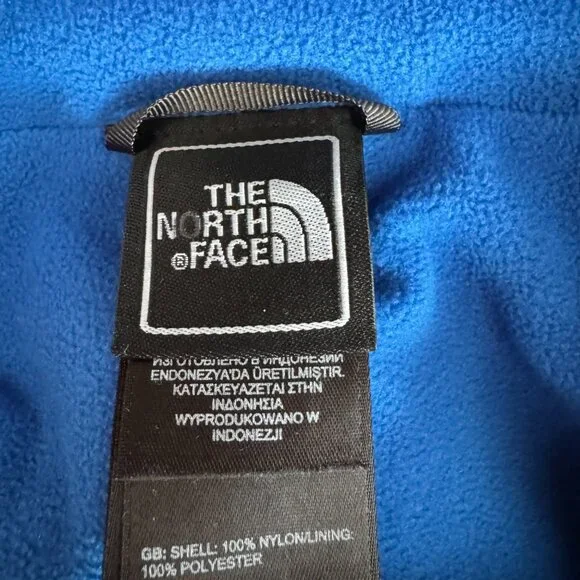 THE
NORTH
®FACE
ИЗГОТОВЛЕНО В ИНДОНЕЗИИ
ENDONEZYA'DA ÜRETILMIŞTIR.
ΚΑΤΑΣΚΕΥΑΖΕΤΑΙ ΣΤΗΝ
ΙΝΔΟΝΗΣΙΑ
WYPRODUKOWANO W
INDONEZJI
GB: SHELL: 100% NYLON/LINING:
100% POLYESTER